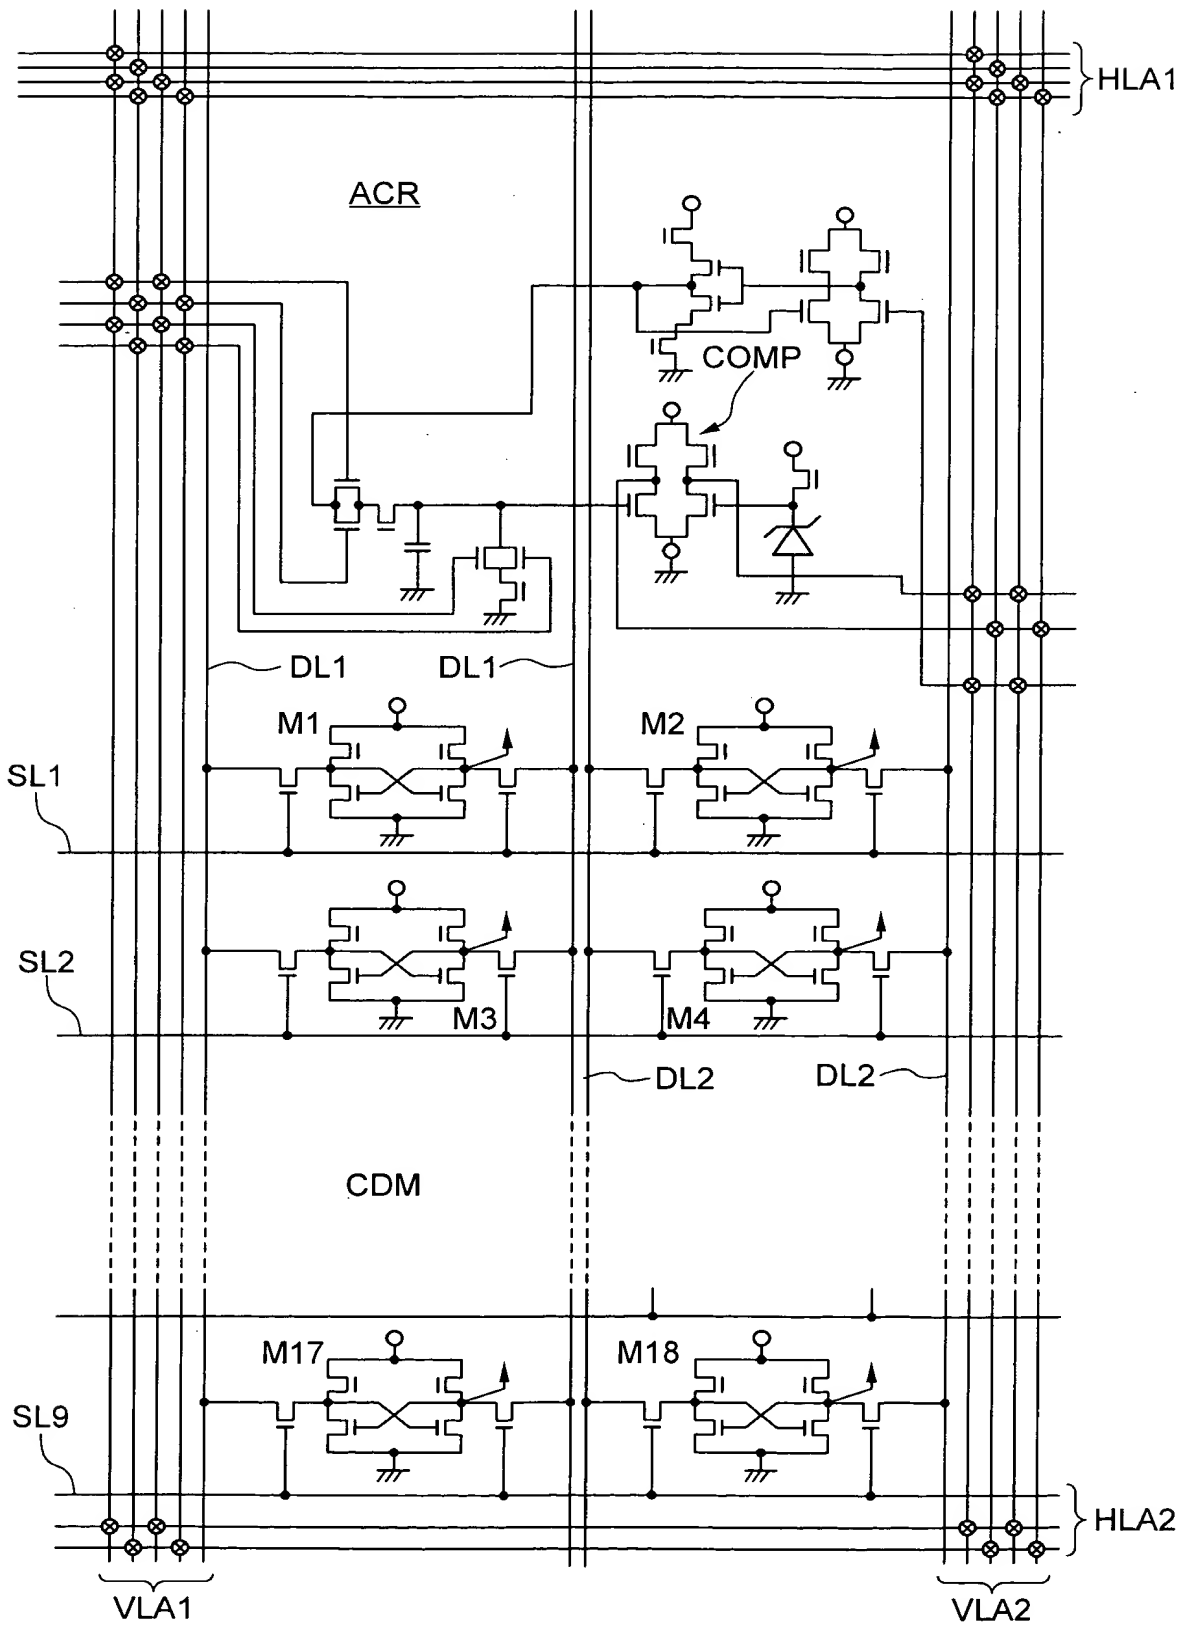 HLA1
ACR
COMP
DL1
DL1
M1
M2
SL1
SL2
M3
M4
DL2
DL2
CDM
M17
M18
SL9
HLA2
VLA1
VLA2